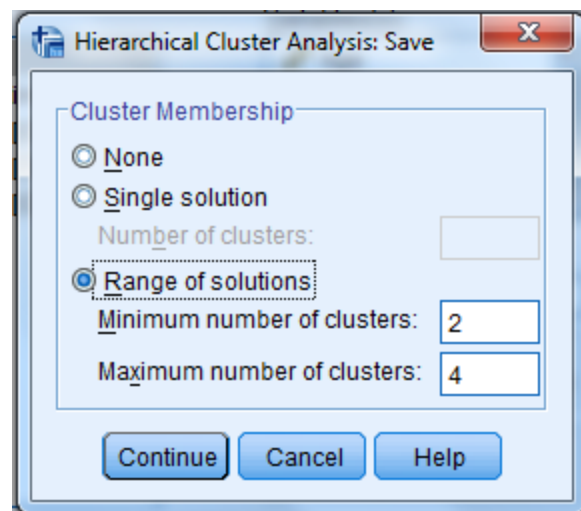 Hierarchical Cluster Analysis: Save
Cluster Membership
None
Single solution
Number of clusters:
Range of solutions
Minimum number of clusters: 2
Maximum number of clusters: 4
Continue Cancel Help